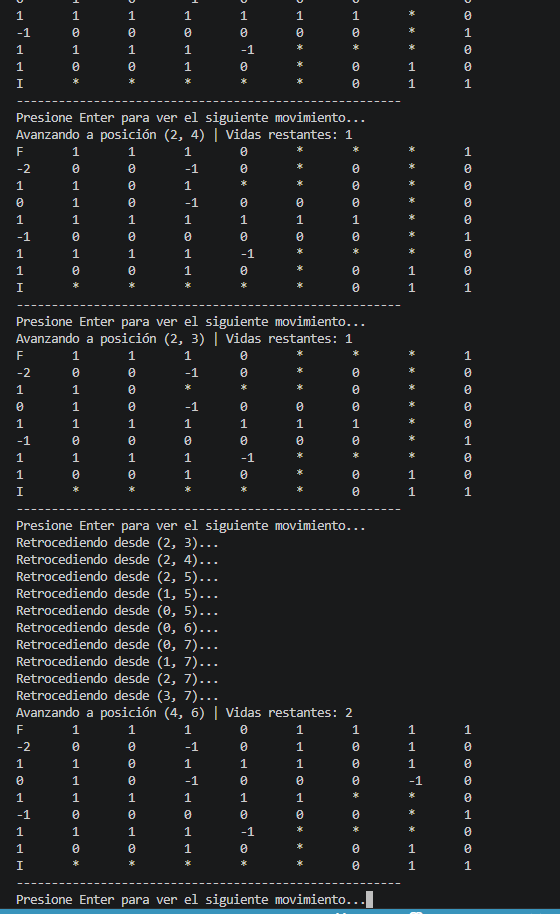 1 1 1 1 1 1 1 * 0
-1 0 0 0 0 0 0 * 1
1 1 1 1 -1 * * * 0
1 0 0 1 0 * 0 1 0
I * * * * * 0 1 1
-------------------------------------------------------
Presione Enter para ver el siguiente movimiento...
Avanzando a posición (2, 4) | Vidas restantes: 1
F 1 1 1 0 * * * 1
-2 0 0 -1 0 * 0 * 0
1 1 0 1 * * 0 * 0
0 1 0 -1 0 0 0 * 0
1 1 1 1 1 1 1 * 0
-1 0 0 0 0 0 0 * 1
1 1 1 1 -1 * * * 0
1 0 0 1 0 * 0 1 0
I * * * * * 0 1 1
-------------------------------------------------------
Presione Enter para ver el siguiente movimiento...
Avanzando a posición (2, 3) | Vidas restantes: 1
F 1 1 1 0 * * * 1
-2 0 0 -1 0 * 0 * 0
1 1 0 * * * 0 * 0
0 1 0 -1 0 0 0 * 0
1 1 1 1 1 1 1 * 0
-1 0 0 0 0 0 0 * 1
1 1 1 1 -1 * * * 0
1 0 0 1 0 * 0 1 0
I * * * * * 0 1 1
-------------------------------------------------------
Presione Enter para ver el siguiente movimiento...
Retrocediendo desde (2, 3)...
Retrocediendo desde (2, 4)...
Retrocediendo desde (2, 5)...
Retrocediendo desde (1, 5)...
Retrocediendo desde (0, 5)...
Retrocediendo desde (0, 6)...
Retrocediendo desde (0, 7)...
Retrocediendo desde (1, 7)...
Retrocediendo desde (2, 7)...
Retrocediendo desde (3, 7)...
Avanzando a posición (4, 6) | Vidas restantes: 2
F 1 1 1 0 1 1 1 1
-2 0 0 -1 0 1 0 1 0
1 1 0 1 1 1 0 1 0
0 1 0 -1 0 0 0 -1 0
1 1 1 1 1 1 * * 0
-1 0 0 0 0 0 0 * 1
1 1 1 1 -1 * * * 0
1 0 0 1 0 * 0 1 0
I * * * * * 0 1 1
-------------------------------------------------------
Presione Enter para ver el siguiente movimiento...